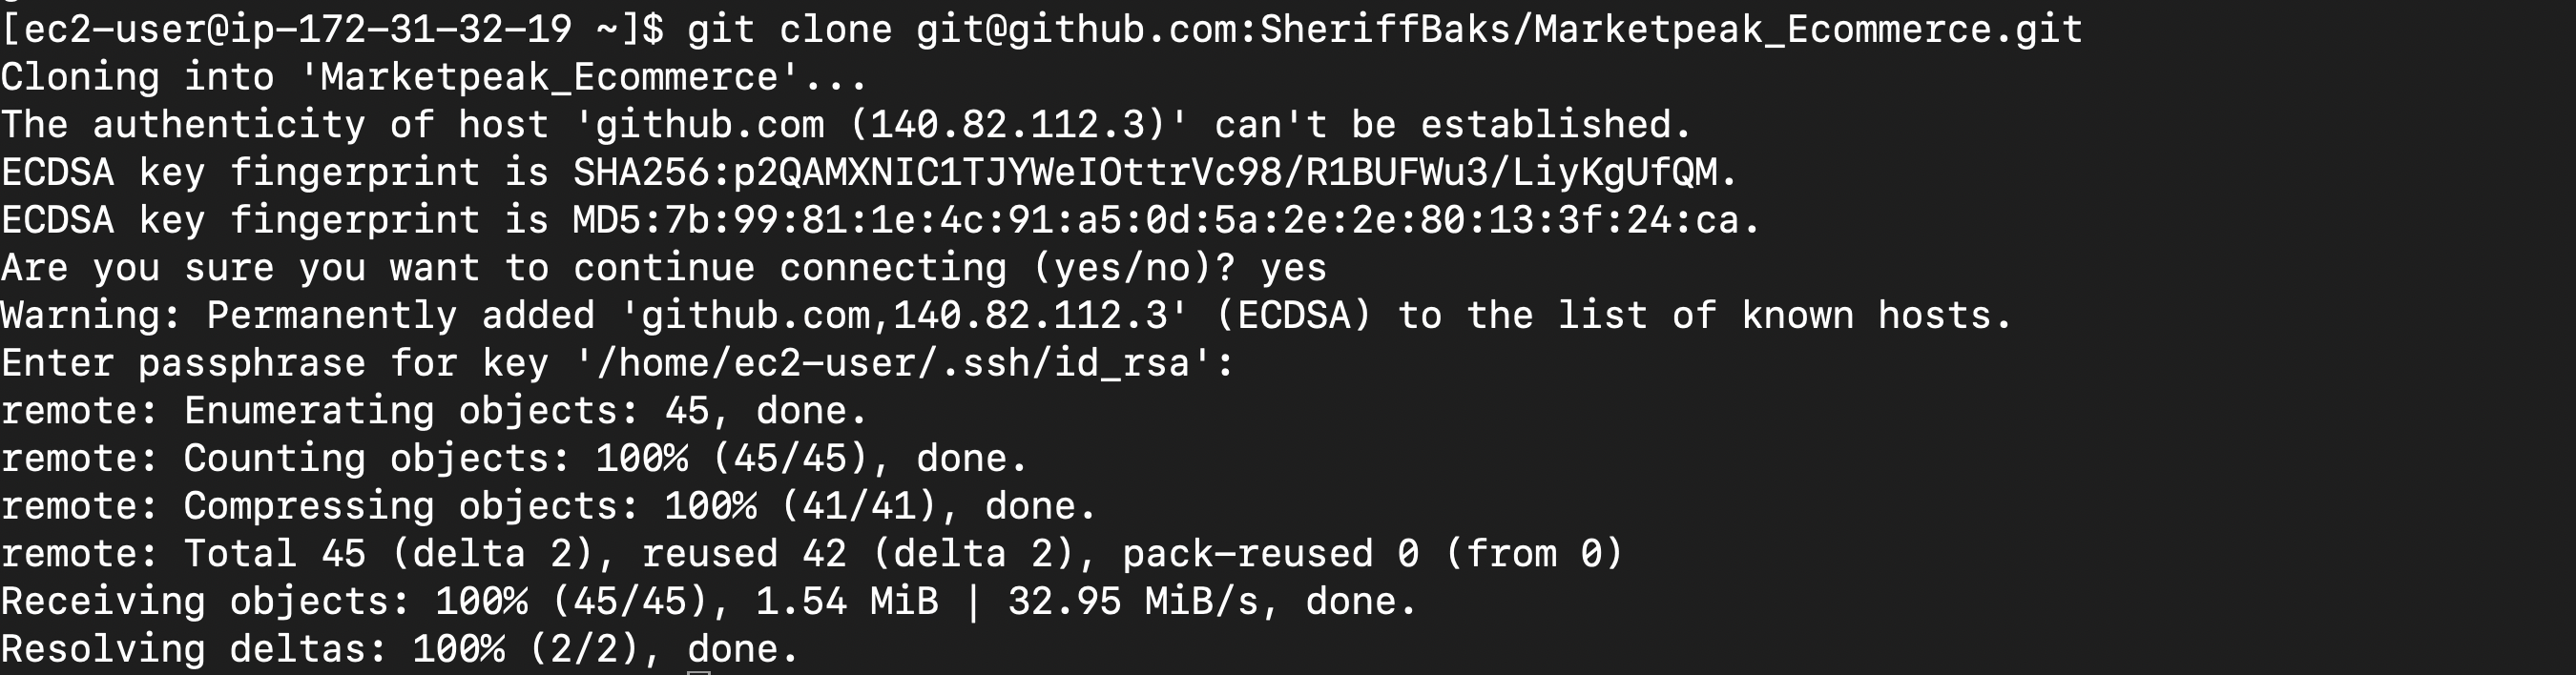 [ec2-user@ip-172-31-32-19 ~]$ git clone git@github.com:SheriffBaks/Marketpeak_Ecommerce.git
Cloning into 'Marketpeak_Ecommerce'...
The authenticity of host 'github.com (140.82.112.3)' can't be established.
ECDSA key fingerprint is SHA256:p2QAMXNIC1TJYWeIOttrVc98/R1BUFWu3/LiyKgUfQM.
ECDSA key fingerprint is MD5:7b:99:81:1e:4c:91:a5:0d:5a:2e:2e:80:13:3f:24:ca.
Are you sure you want to continue connecting (yes/no)? yes
Warning: Permanently added 'github.com,140.82.112.3' (ECDSA) to the list of known hosts.
Enter passphrase for key '/home/ec2-user/.ssh/id_rsa':
remote: Enumerating objects: 45, done.
remote: Counting objects: 100% (45/45), done.
remote: Compressing objects: 100% (41/41), done.
remote: Total 45 (delta 2), reused 42 (delta 2), pack-reused 0 (from 0)
Receiving objects: 100% (45/45), 1.54 MiB | 32.95 MiB/s, done.
Resolving deltas: 100% (2/2), done.